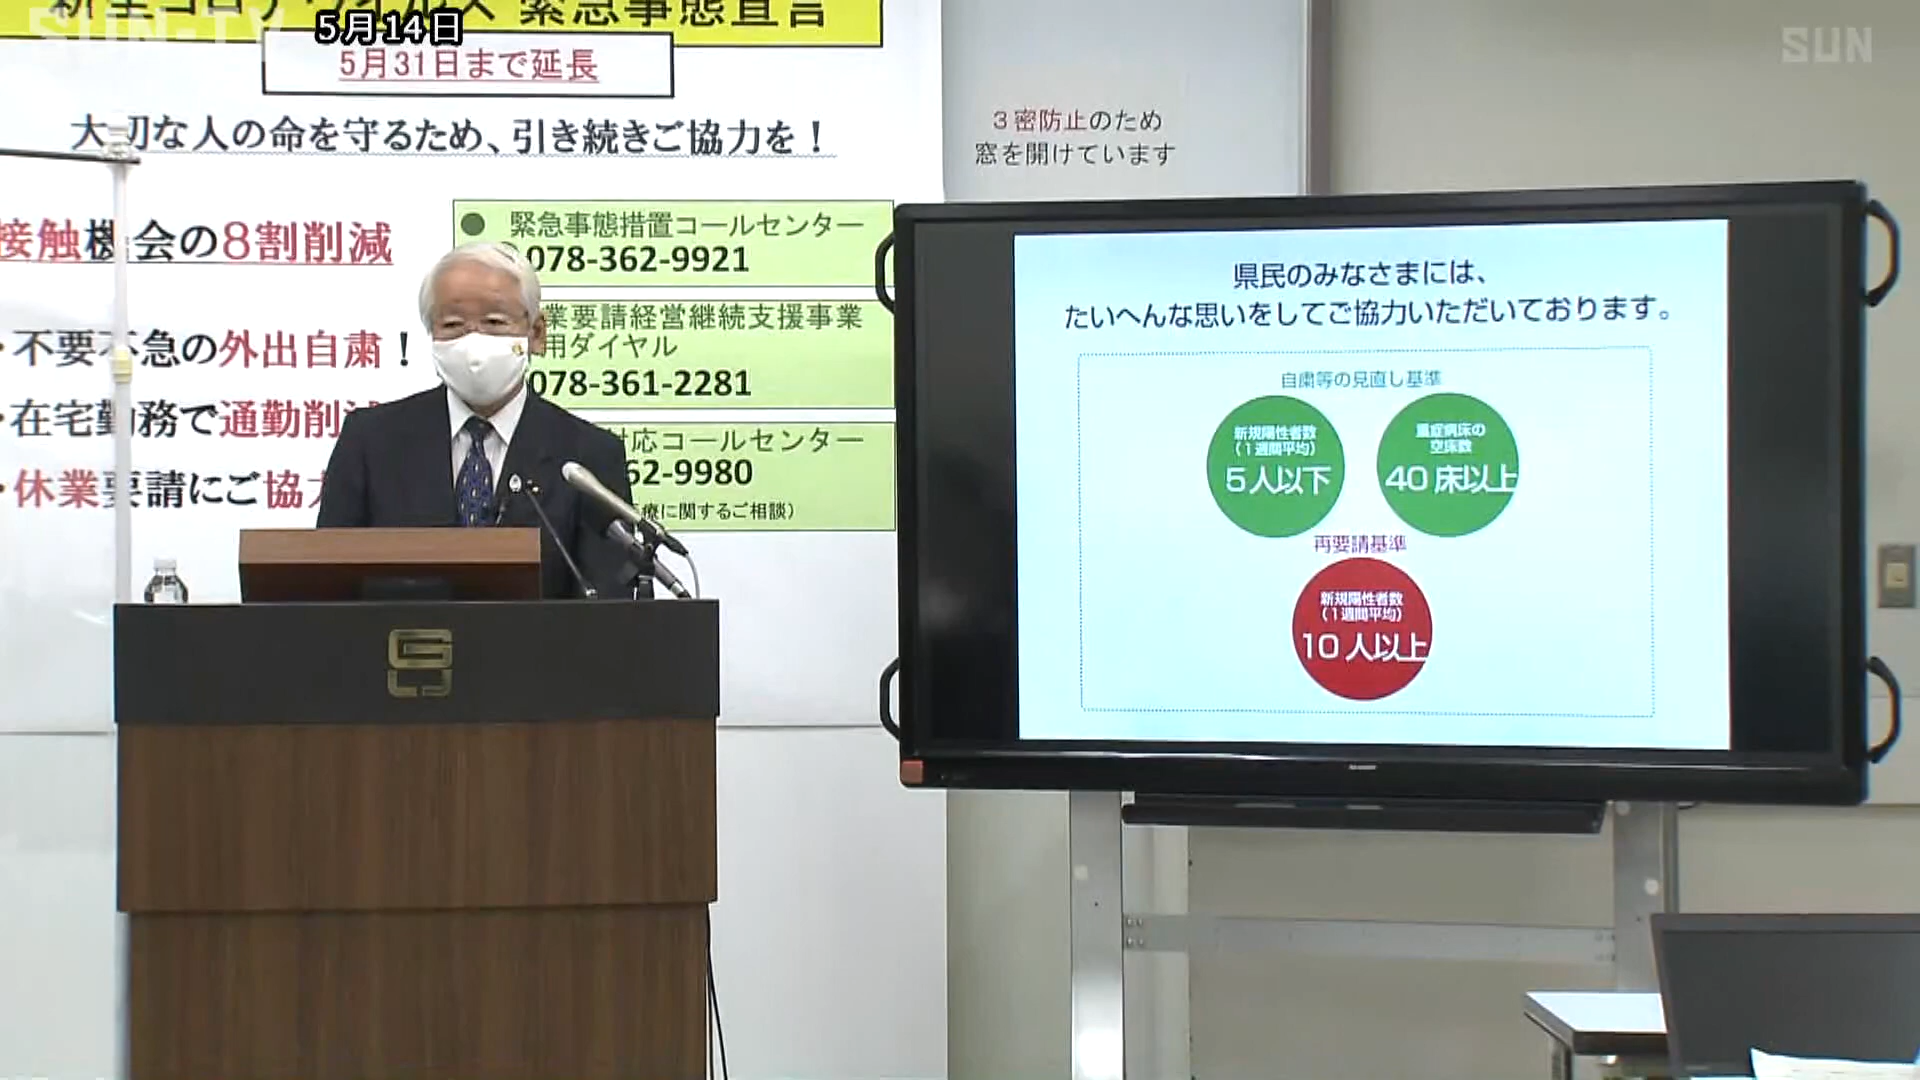 新型コロナウイルス 緊急事態宣言
SUN-TV
5月14日
5月31日まで延長
大切な人の命を守るため、引き続きご協力を！
接触機会の8割削減
・不要不急の外出自粛！
・在宅勤務で通勤削減
・休業要請にご協力
● 緊急事態措置コールセンター
078-362-9921
業要請経営継続支援事業
用ダイヤル
078-361-2281
対応コールセンター
62-9980
療に関するご相談）
３密防止のため
窓を開けています
SUN
県民のみなさまには、
たいへんな思いをしてご協力いただいております。
自粛等の見直し基準
新規陽性者数
（1週間平均）
5人以下
重症病床の
空床数
40床以上
再要請基準
新規陽性者数
（1週間平均）
10人以上